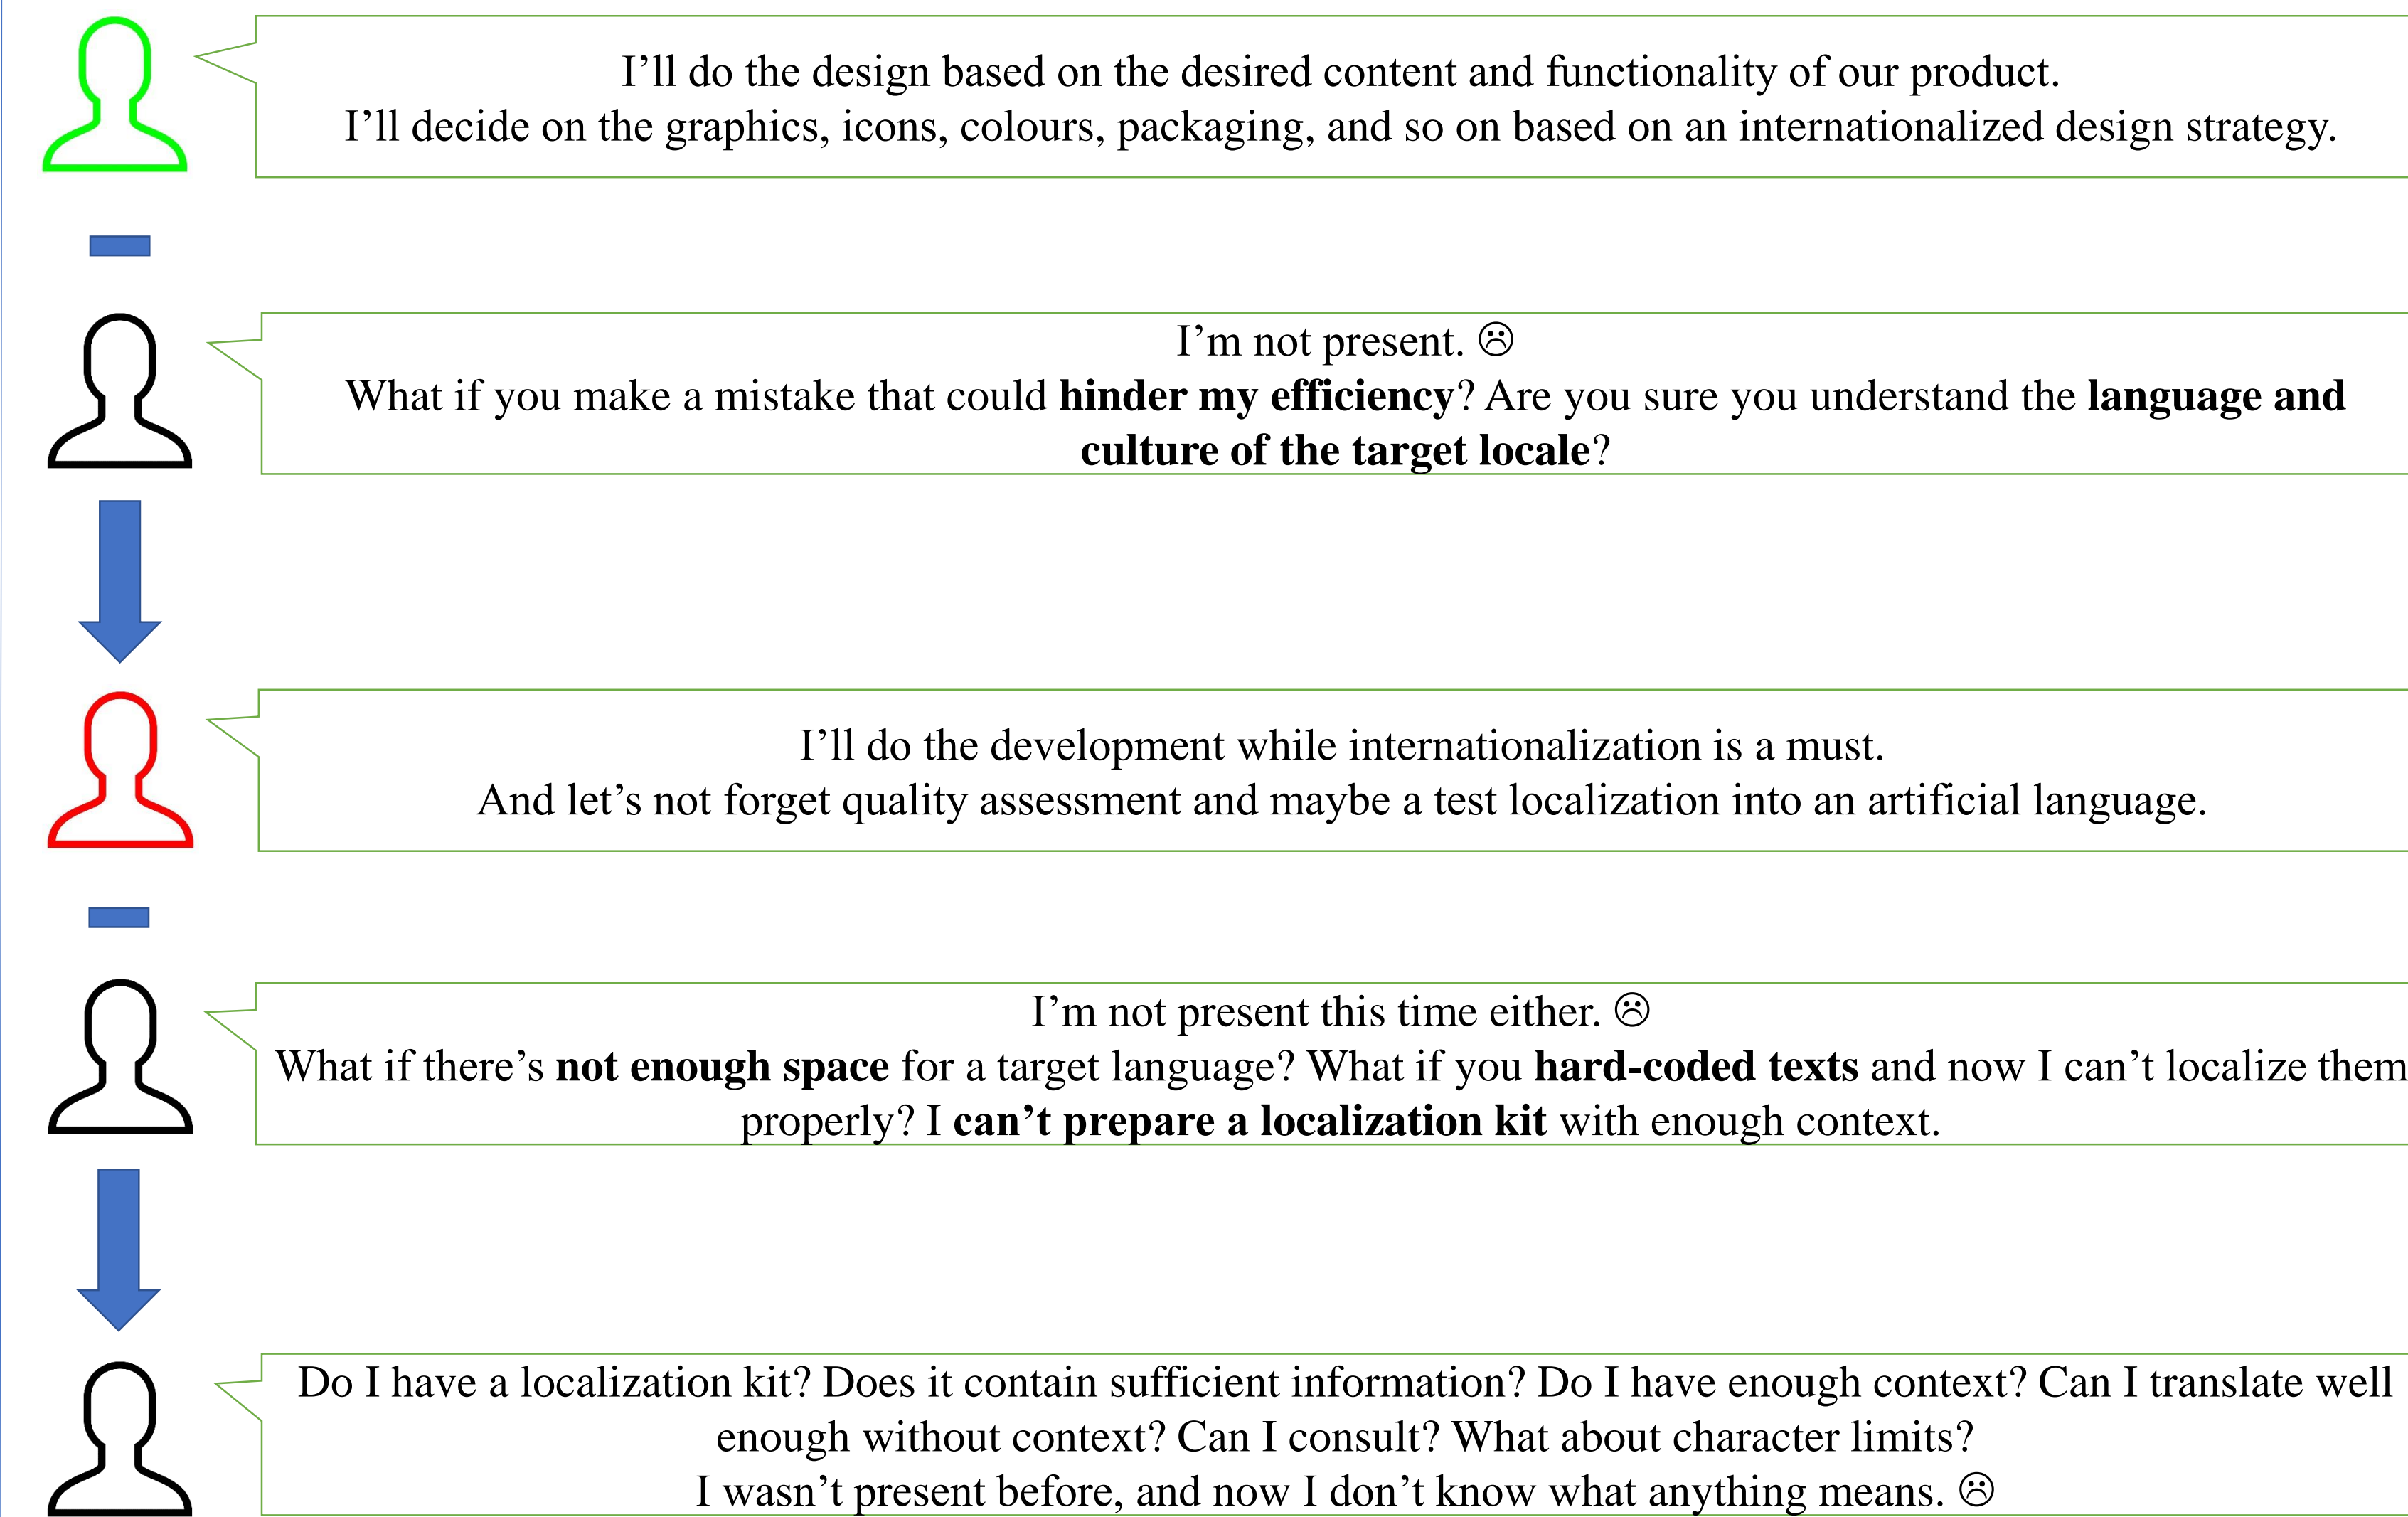 I’ll do the design based on the desired content and functionality of our product.
I’ll decide on the graphics, icons, colours, packaging, and so on based on an internationalized design strategy.
I’m not present. ☹
What if you make a mistake that could hinder my efficiency? Are you sure you understand the language and
culture of the target locale?
I’ll do the development while internationalization is a must.
And let’s not forget quality assessment and maybe a test localization into an artificial language.
I’m not present this time either. ☹
What if there’s not enough space for a target language? What if you hard-coded texts and now I can’t localize them
properly? I can’t prepare a localization kit with enough context.
Do I have a localization kit? Does it contain sufficient information? Do I have enough context? Can I translate well
enough without context? Can I consult? What about character limits?
I wasn’t present before, and now I don’t know what anything means. ☹